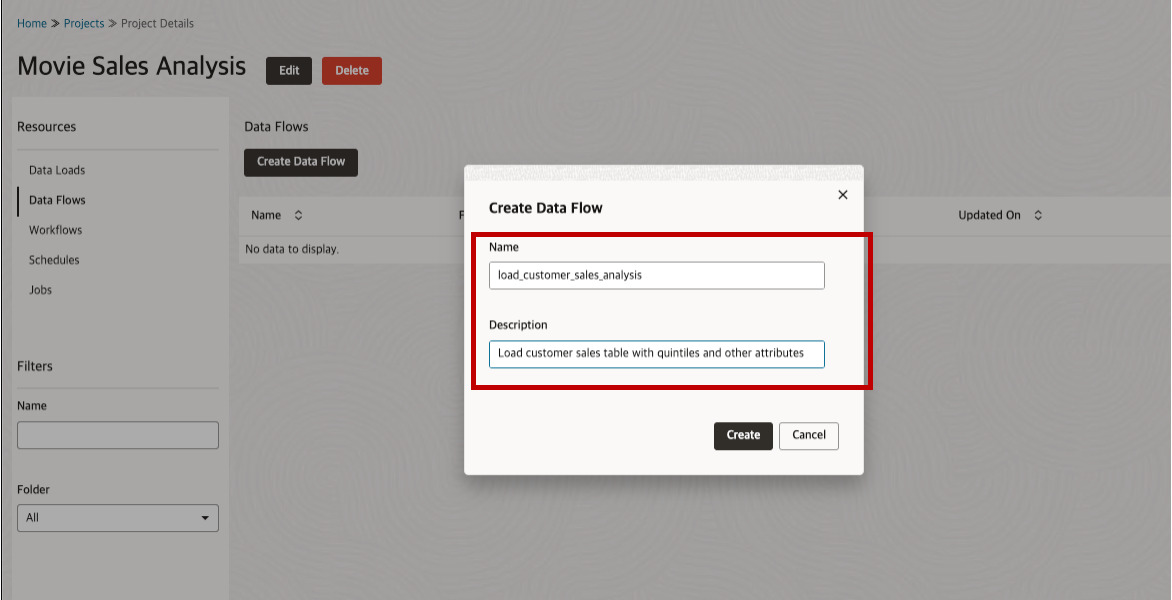 Home » Projects » Project Details
Movie Sales Analysis Edit Delete
Resources
Data Loads
Data Flows
Workflows
Schedules
Jobs
Filters
Name
Folder
All
Data Flows
Create Data Flow
Name Updated On
No data to display.
Create Data Flow
Name
load_customer_sales_analysis
Description
Load customer sales table with quintiles and other attributes
Create Cancel